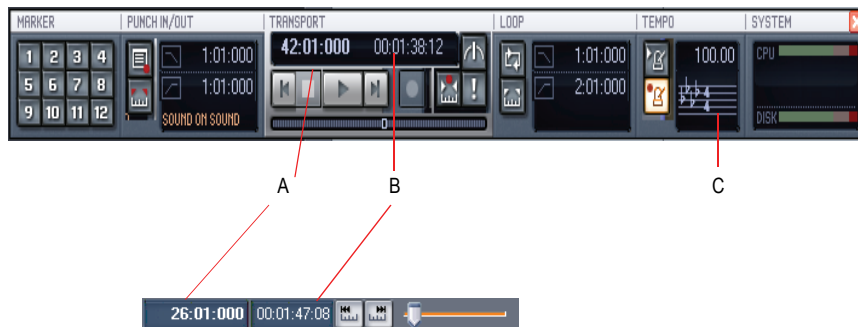 MARKER PUNCH IN/OUT TRANSPORT LOOP TEMPO SYSTEM
1 2 3 4 1:01:000 42:01:000 00:01:38:12 1:01:000 100.00 CPU
5 6 7 8 1:01:000 ! 2:01:000 4 4
9 10 11 12 SOUND ON SOUND DISK
A B C
26:01:000 00:01:47:08